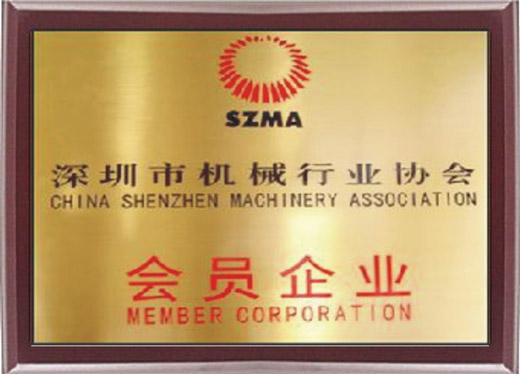 SZMA
深圳市机械行业协会
CHINA SHENZHEN MACHINERY ASSOCIATION
会员企业
MEMBER CORPORATION